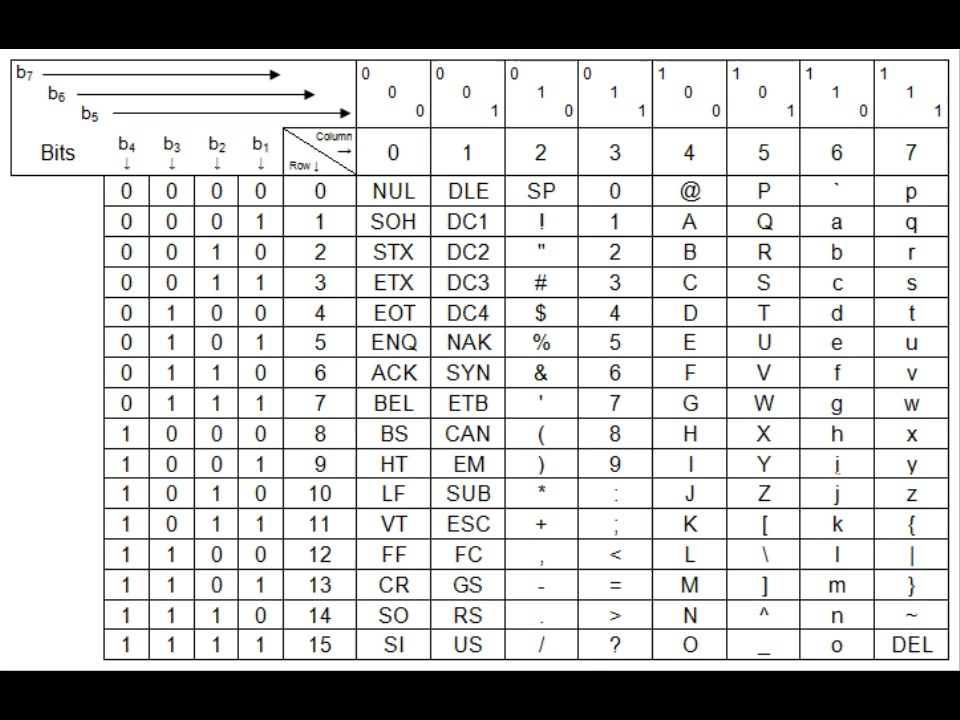 b7 0 0 0 0 1 1 1 1
b6 0 0 1 1 0 0 1 1
b5 0 1 0 1 0 1 0 1
Bits b4 ↓ b3 ↓ b2 ↓ b1 ↓ Column → Row ↓ 0 1 2 3 4 5 6 7
0 0 0 0 0 NUL DLE SP 0 @ P ` p
0 0 0 1 1 SOH DC1 ! 1 A Q a q
0 0 1 0 2 STX DC2 " 2 B R b r
0 0 1 1 3 ETX DC3 # 3 C S c s
0 1 0 0 4 EOT DC4 $ 4 D T d t
0 1 0 1 5 ENQ NAK % 5 E U e u
0 1 1 0 6 ACK SYN & 6 F V f v
0 1 1 1 7 BEL ETB ' 7 G W g w
1 0 0 0 8 BS CAN ( 8 H X h x
1 0 0 1 9 HT EM ) 9 I Y i y
1 0 1 0 10 LF SUB * : J Z j z
1 0 1 1 11 VT ESC + ; K [ k {
1 1 0 0 12 FF FC , < L \ l |
1 1 0 1 13 CR GS - = M ] m }
1 1 1 0 14 SO RS . > N ^ n ~
1 1 1 1 15 SI US / ? O _ o DEL